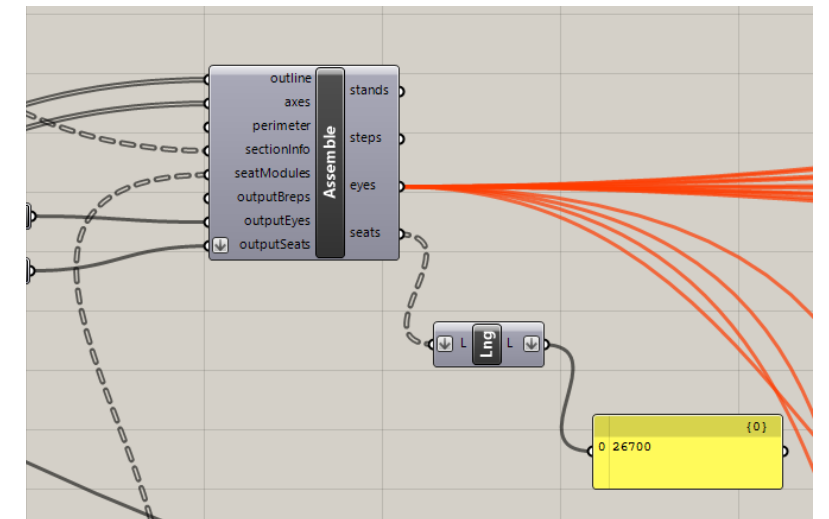 outline
axes
perimeter
sectionInfo
seatModules
outputBreps
outputEyes
outputSeats
Assemble
stands
steps
eyes
seats
L Lng L
{0}
0 26700